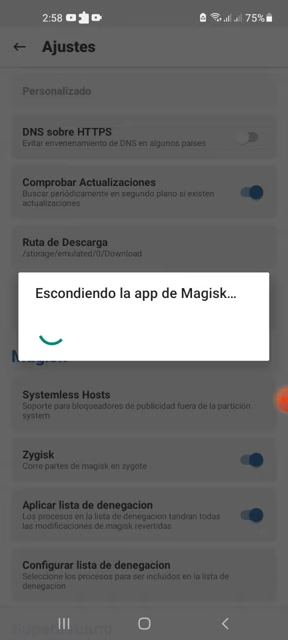 2:58
75%
Ajustes
Personalizado
DNS sobre HTTPS
Evitar envenenamiento de DNS en algunos países
Comprobar Actualizaciones
Buscar periódicamente en segundo plano si existen
actualizaciones
Ruta de Descarga
/storage/emulated/0/Download
Escondiendo la app de Magisk...
Magisk
Systemless Hosts
Soporte para bloqueadores de publicidad fuera de la partición
system
Zygisk
Corre partes de magisk en zygote
Aplicar lista de denegacion
Los procesos en la lista de denegacion tandran todas
las modificaciones de magisk revertidas
Configurar lista de denegacion
Seleccione los procesos para ser incluidos en la lista de
denegacion